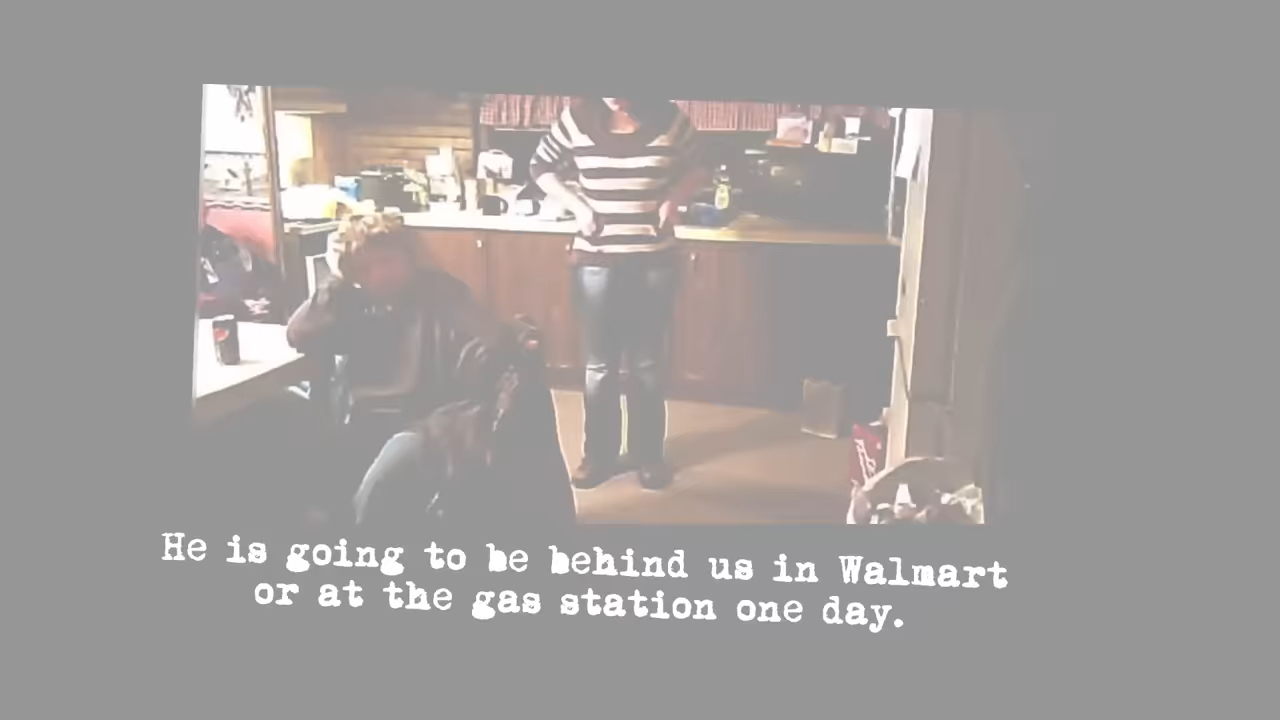 He is going to be behind us in Walmart
or at the gas station one day.